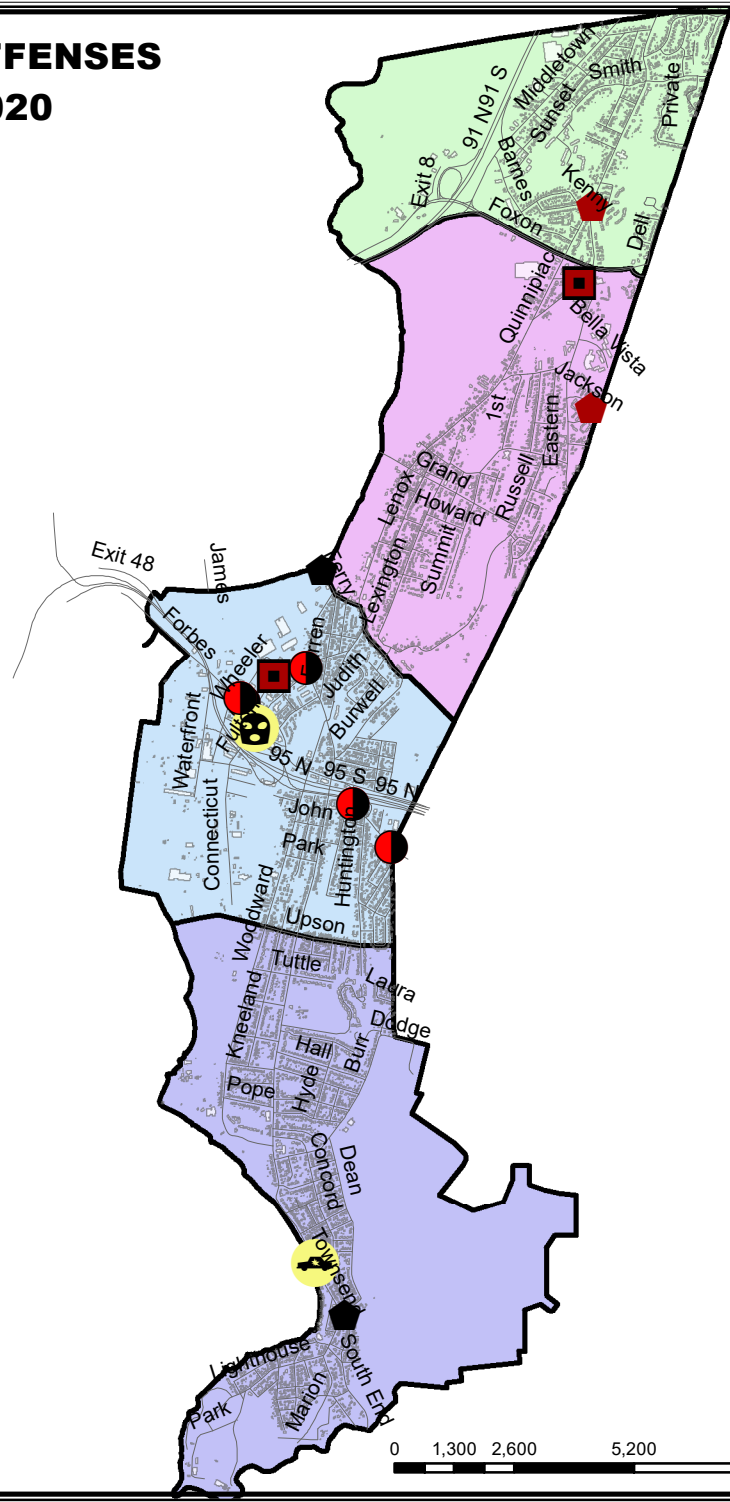 FFENSES
020
Middletown
Smith
Private
91 N
91 S
Sunset
Barnes
Exit 8
Kenny
Foxon
Dell
Quinnipiac
Bella Vista
Jackson
1st
Eastern
Grand
Russell
Lenox
Howard
Summit
Lexington
Ferry
Exit 48
James
Forbes
Wheeler
Judith
Burwell
Fulton
Waterfront
95 N
95 S
95 N
Connecticut
John
Park
Huntington
Woodward
Upson
Tuttle
Laura
Kneeland
Dodge
Hall
Burr
Pope
Hyde
Concord
Dean
Townsend
Lighthouse
South End
Marion
Park
0 1,300 2,600 5,200